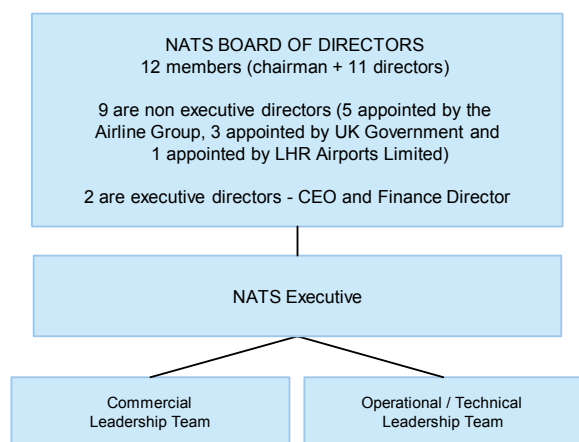 NATS BOARD OF DIRECTORS
12 members (chairman + 11 directors)
9 are non executive directors (5 appointed by the
Airline Group, 3 appointed by UK Government and
1 appointed by LHR Airports Limited)
2 are executive directors - CEO and Finance Director
NATS Executive
Commercial
Leadership Team
Operational / Technical
Leadership Team